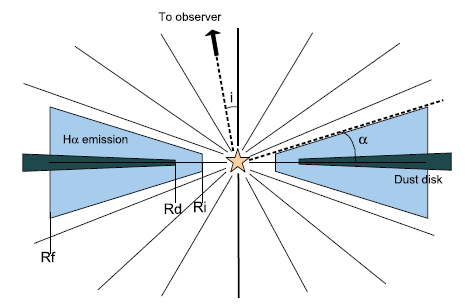 To observer
i
Hα emission
α
Dust disk
Rd
Ri
Rf